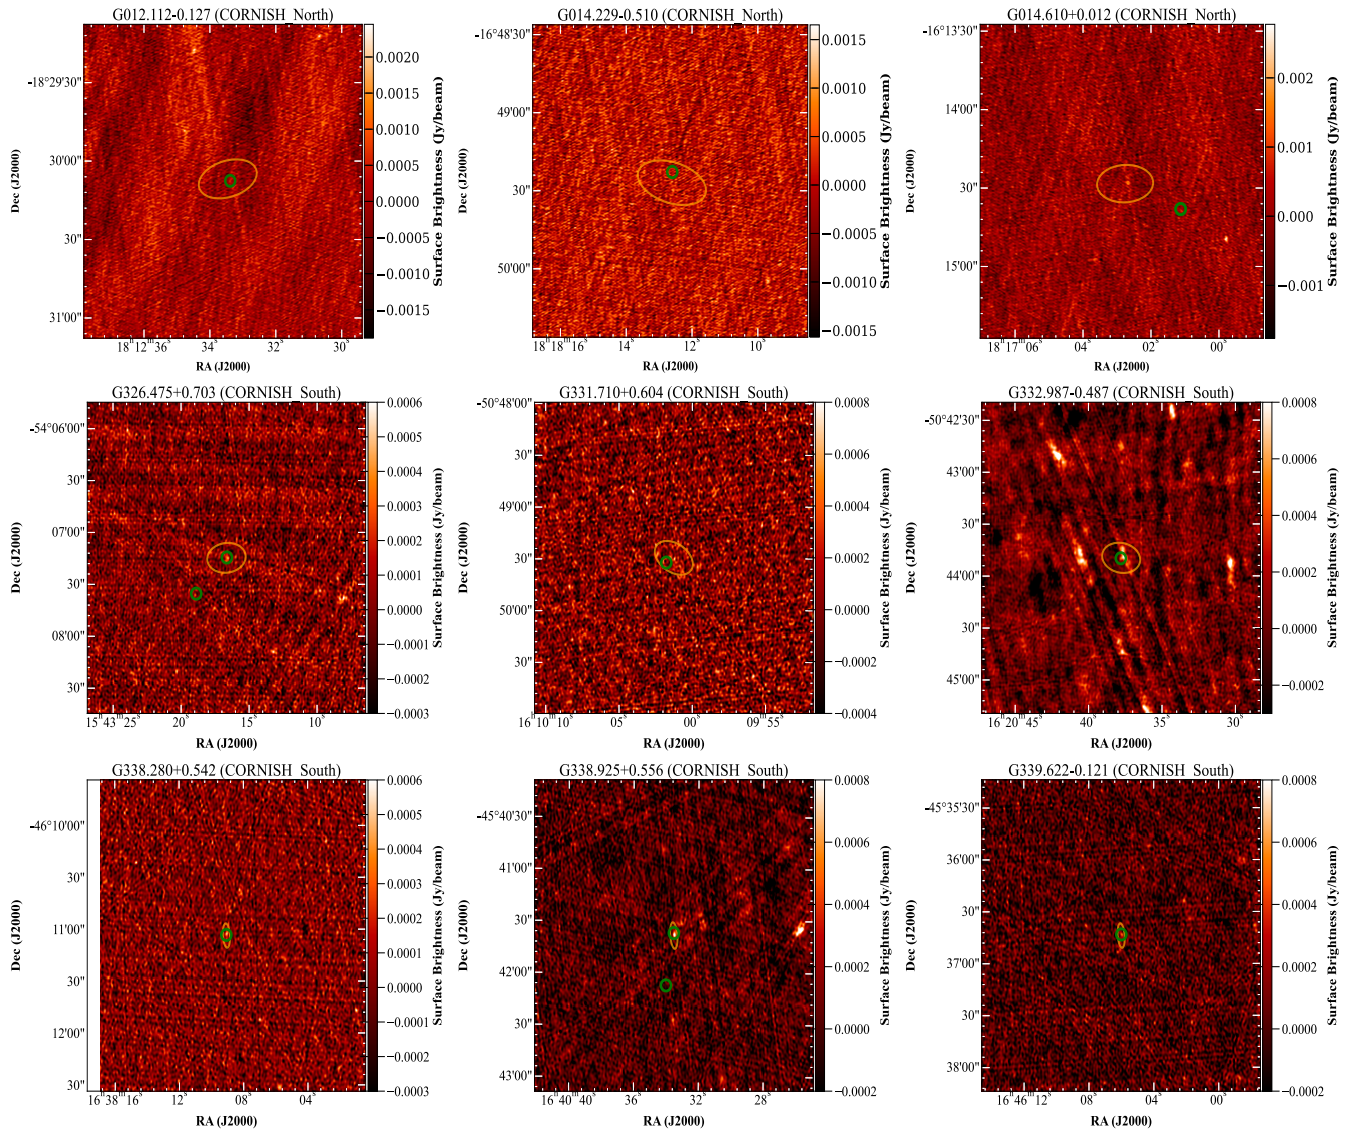 G012.112-0.127 (CORNISH_North)
-18°29'30"
30'00"
30"
31'00"
18ʰ12ᵐ36ˢ
34ˢ
32ˢ
30ˢ
RA (J2000)
Dec (J2000)
0.0020
0.0015
0.0010
0.0005
0.0000
−0.0005
−0.0010
−0.0015
Surface Brightness (Jy/beam)
G014.229-0.510 (CORNISH_North)
-16°48'30"
49'00"
30"
50'00"
18ʰ18ᵐ16ˢ
14ˢ
12ˢ
10ˢ
RA (J2000)
Dec (J2000)
0.0015
0.0010
0.0005
0.0000
−0.0005
−0.0010
−0.0015
Surface Brightness (Jy/beam)
G014.610+0.012 (CORNISH_North)
-16°13'30"
14'00"
30"
15'00"
18ʰ17ᵐ06ˢ
04ˢ
02ˢ
00ˢ
RA (J2000)
Dec (J2000)
0.002
0.001
0.000
−0.001
Surface Brightness (Jy/beam)
G326.475+0.703 (CORNISH_South)
-54°06'00"
30"
07'00"
30"
08'00"
30"
15ʰ43ᵐ25ˢ
20ˢ
15ˢ
10ˢ
RA (J2000)
Dec (J2000)
0.0006
0.0005
0.0004
0.0003
0.0002
0.0001
0.0000
−0.0001
−0.0002
−0.0003
Surface Brightness (Jy/beam)
G331.710+0.604 (CORNISH_South)
-50°48'00"
30"
49'00"
30"
50'00"
30"
16ʰ10ᵐ10ˢ
05ˢ
00ˢ
09ᵐ55ˢ
RA (J2000)
Dec (J2000)
0.0008
0.0006
0.0004
0.0002
0.0000
−0.0002
−0.0004
Surface Brightness (Jy/beam)
G332.987-0.487 (CORNISH_South)
-50°42'30"
43'00"
30"
44'00"
30"
45'00"
16ʰ20ᵐ45ˢ
40ˢ
35ˢ
30ˢ
RA (J2000)
Dec (J2000)
0.0008
0.0006
0.0004
0.0002
0.0000
−0.0002
Surface Brightness (Jy/beam)
G338.280+0.542 (CORNISH_South)
-46°10'00"
30"
11'00"
30"
12'00"
30"
16ʰ38ᵐ16ˢ
12ˢ
08ˢ
04ˢ
RA (J2000)
Dec (J2000)
0.0006
0.0005
0.0004
0.0003
0.0002
0.0001
0.0000
−0.0001
−0.0002
−0.0003
Surface Brightness (Jy/beam)
G338.925+0.556 (CORNISH_South)
-45°40'30"
41'00"
30"
42'00"
30"
43'00"
16ʰ40ᵐ40ˢ
36ˢ
32ˢ
28ˢ
RA (J2000)
Dec (J2000)
0.0008
0.0006
0.0004
0.0002
0.0000
−0.0002
Surface Brightness (Jy/beam)
G339.622-0.121 (CORNISH_South)
-45°35'30"
36'00"
30"
37'00"
30"
38'00"
16ʰ46ᵐ12ˢ
08ˢ
04ˢ
00ˢ
RA (J2000)
Dec (J2000)
0.0008
0.0006
0.0004
0.0002
0.0000
−0.0002
Surface Brightness (Jy/beam)